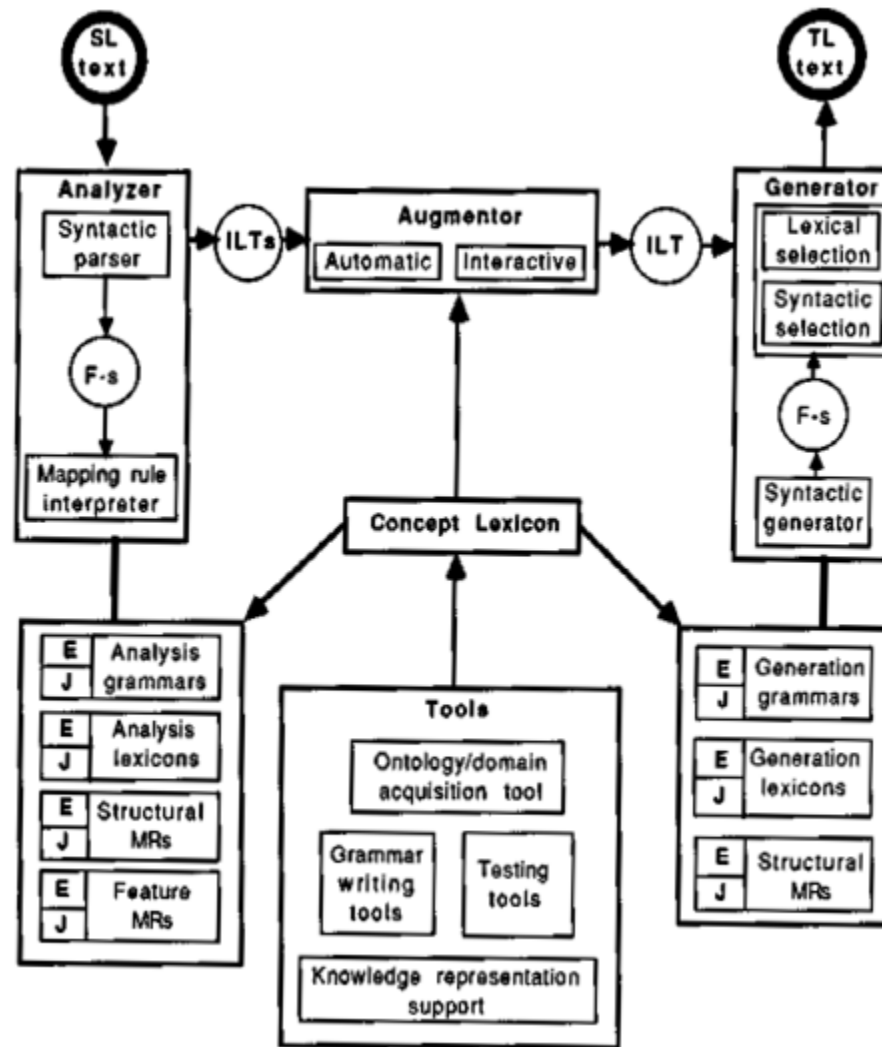 SL
text
TL
text
Analyzer
Syntactic
parser
F-s
Mapping rule
interpreter
ILTs
Augmentor
Automatic
Interactive
ILT
Generator
Lexical
selection
Syntactic
selection
F-s
Syntactic
generator
Concept Lexicon
E
J
Analysis
grammars
E
J
Analysis
lexicons
E
J
Structural
MRs
E
J
Feature
MRs
Tools
Ontology/domain
acquisition tool
Grammar
writing
tools
Testing
tools
Knowledge representation
support
E
J
Generation
grammars
E
J
Generation
lexicons
E
J
Structural
MRs